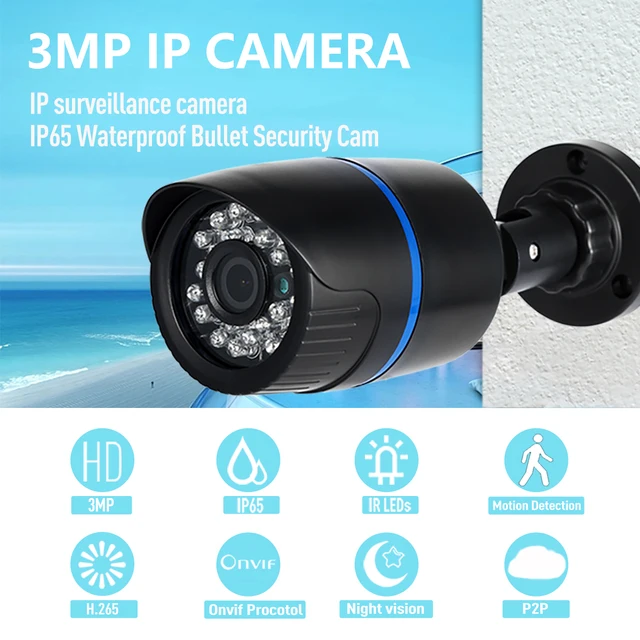 3MP IP CAMERA
IP surveillance camera
IP65 Waterproof Bullet Security Cam
HD
3MP
IP65
IR LEDs
Motion Detection
H.265
ONVIF
Onvif Procotol
Night vision
P2P